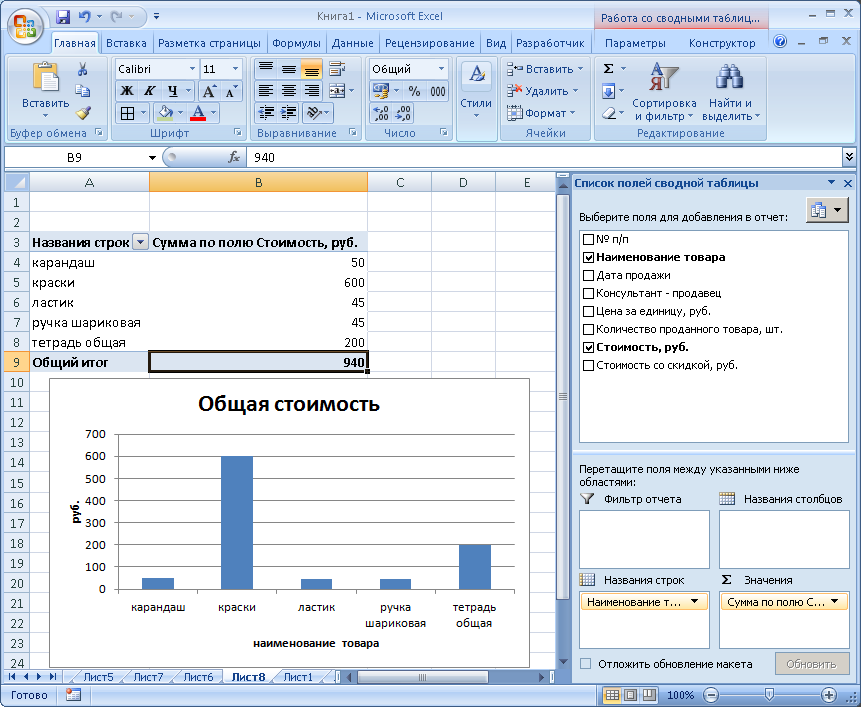 Книга1 - Microsoft Excel
Работа со сводными таблиц...
Главная Вставка Разметка страницы Формулы Данные Рецензирование Вид Разработчик Параметры Конструктор
Calibri 11 Общий
Вставить
Ж К Ч
% 000
Стили
Вставить
Удалить
Формат
Σ
Сортировка и фильтр
Найти и выделить
Буфер обмена Шрифт Выравнивание Число Ячейки Редактирование
B9 fx 940
A B C D E
1
2
3 Названия строк Сумма по полю Стоимость, руб.
4 карандаш 50
5 краски 600
6 ластик 45
7 ручка шариковая 45
8 тетрадь общая 200
9 Общий итог 940
10
11
12
13
14
15
16
17
18
19
20
21
22
23
24
Общая стоимость
700
600
500
400
300
200
100
0
руб.
карандаш краски ластик ручка шариковая тетрадь общая
наименование товара
Список полей сводной таблицы
Выберите поля для добавления в отчет:
№ п/п
Наименование товара
Дата продажи
Консультант - продавец
Цена за единицу, руб.
Количество проданного товара, шт.
Стоимость, руб.
Стоимость со скидкой, руб.
Перетащите поля между указанными ниже
областями:
Фильтр отчета Названия столбцов
Названия строк Σ Значения
Наименование т... Сумма по полю С...
Отложить обновление макета Обновить
Лист5 Лист7 Лист6 Лист8 Лист1
Готово 100%